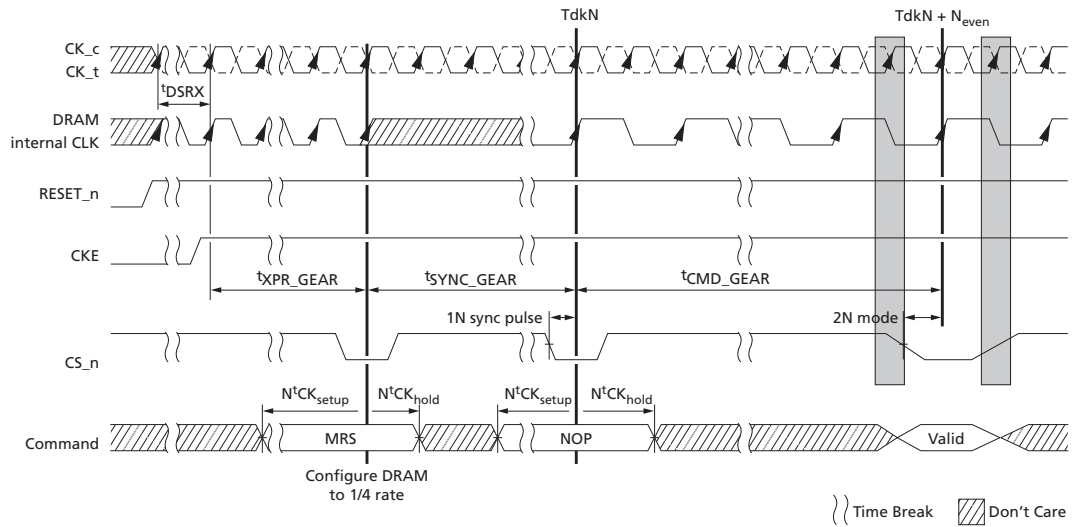 TdkN
TdkN + Neven
CK_c
CK_t
tDSRX
DRAM
internal CLK
RESET_n
CKE
tXPR_GEAR
tSYNC_GEAR
tCMD_GEAR
1N sync pulse
2N mode
CS_n
NtCKsetup
NtCKhold
NtCKsetup
NtCKhold
Command
MRS
NOP
Valid
Configure DRAM
to 1/4 rate
Time Break
Don't Care